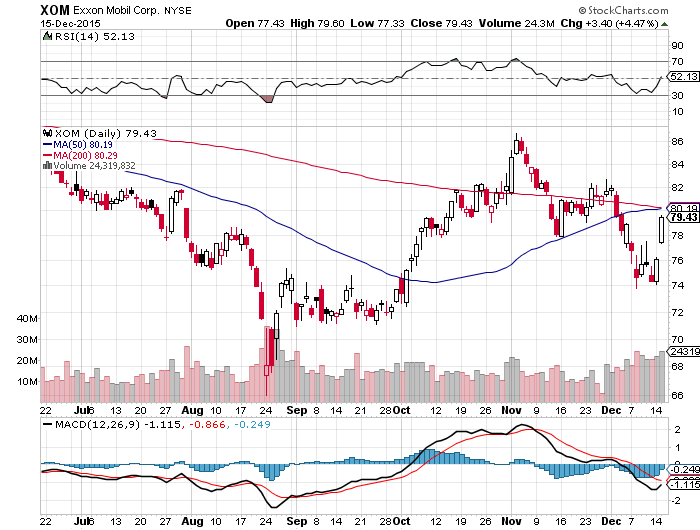 XOM Exxon Mobil Corp. NYSE © StockCharts.com
15-Dec-2015 Open 77.43 High 79.60 Low 77.33 Close 79.43 Volume 24.3M Chg +3.40 (+4.47%)
RSI(14) 52.13
90
70
52.13
30
10
XOM (Daily) 79.43
MA(50) 80.19
MA(200) 80.29
Volume 24,319,832
86
84
82
80.19
79.43
78
76
74
72
70
68
66
40M
30M
20M
10M
24319
22 Jul6 13 20 27 Aug 10 17 24 Sep 8 14 21 28 Oct 12 19 26 Nov 9 16 23 Dec 7 14
MACD(12,26,9) -1.115, -0.866, -0.249
2
1
-0.249
-1.115
-2
22 Jul6 13 20 27 Aug 10 17 24 Sep 8 14 21 28 Oct 12 19 26 Nov 9 16 23 Dec 7 14